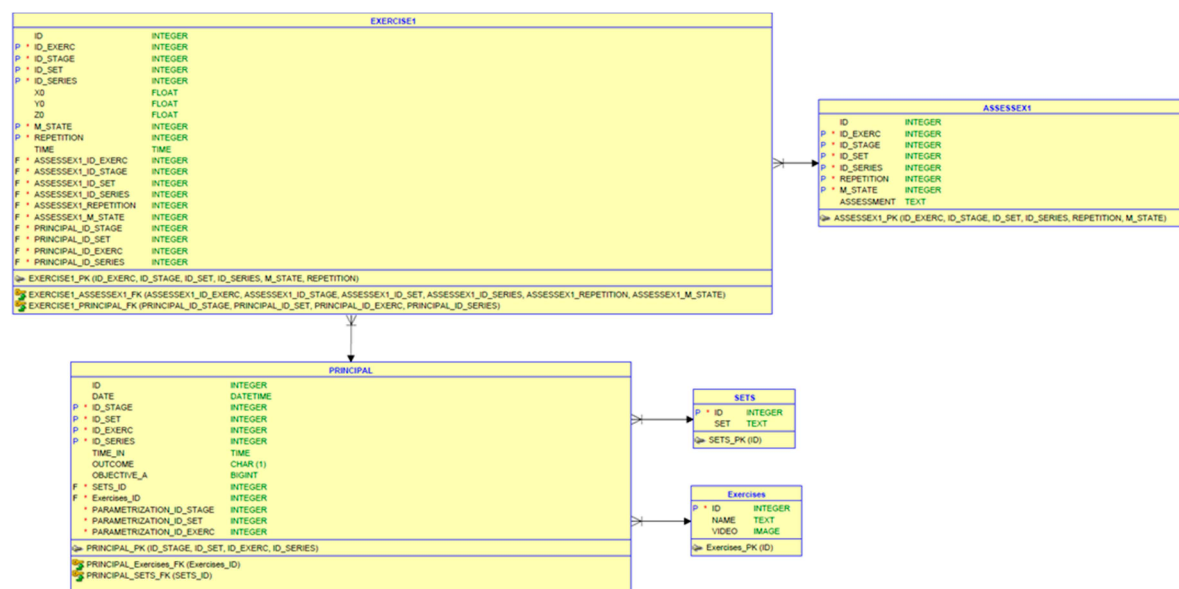 EXERCISE1
ID INTEGER
P * ID_EXERC INTEGER
P * ID_STAGE INTEGER
P * ID_SET INTEGER
P * ID_SERIES INTEGER
X0 FLOAT
Y0 FLOAT
Z0 FLOAT
P * M_STATE INTEGER
P * REPETITION INTEGER
TIME TIME
F * ASSESSEX1_ID_EXERC INTEGER
F * ASSESSEX1_ID_STAGE INTEGER
F * ASSESSEX1_ID_SET INTEGER
F * ASSESSEX1_ID_SERIES INTEGER
F * ASSESSEX1_REPETITION INTEGER
F * ASSESSEX1_M_STATE INTEGER
F * PRINCIPAL_ID_STAGE INTEGER
F * PRINCIPAL_ID_SET INTEGER
F * PRINCIPAL_ID_EXERC INTEGER
F * PRINCIPAL_ID_SERIES INTEGER
EXERCISE1_PK (ID_EXERC, ID_STAGE, ID_SET, ID_SERIES, M_STATE, REPETITION)
EXERCISE1_ASSESSEX1_FK (ASSESSEX1_ID_EXERC, ASSESSEX1_ID_STAGE, ASSESSEX1_ID_SET, ASSESSEX1_ID_SERIES, ASSESSEX1_REPETITION, ASSESSEX1_M_STATE)
EXERCISE1_PRINCIPAL_FK (PRINCIPAL_ID_STAGE, PRINCIPAL_ID_SET, PRINCIPAL_ID_EXERC, PRINCIPAL_ID_SERIES)
ASSESSEX1
ID INTEGER
P * ID_EXERC INTEGER
P * ID_STAGE INTEGER
P * ID_SET INTEGER
P * ID_SERIES INTEGER
P * REPETITION INTEGER
P * M_STATE INTEGER
ASSESSMENT TEXT
ASSESSEX1_PK (ID_EXERC, ID_STAGE, ID_SET, ID_SERIES, REPETITION, M_STATE)
PRINCIPAL
ID INTEGER
DATE DATETIME
P * ID_STAGE INTEGER
P * ID_SET INTEGER
P * ID_EXERC INTEGER
P * ID_SERIES INTEGER
TIME_IN TIME
OUTCOME CHAR (1)
OBJECTIVE_A BIGINT
F * SETS_ID INTEGER
F * Exercises_ID INTEGER
* PARAMETRIZATION_ID_STAGE INTEGER
* PARAMETRIZATION_ID_SET INTEGER
* PARAMETRIZATION_ID_EXERC INTEGER
PRINCIPAL_PK (ID_STAGE, ID_SET, ID_EXERC, ID_SERIES)
PRINCIPAL_Exercises_FK (Exercises_ID)
PRINCIPAL_SETS_FK (SETS_ID)
SETS
P * ID INTEGER
SET TEXT
SETS_PK (ID)
Exercises
P * ID INTEGER
NAME TEXT
VIDEO IMAGE
Exercises_PK (ID)